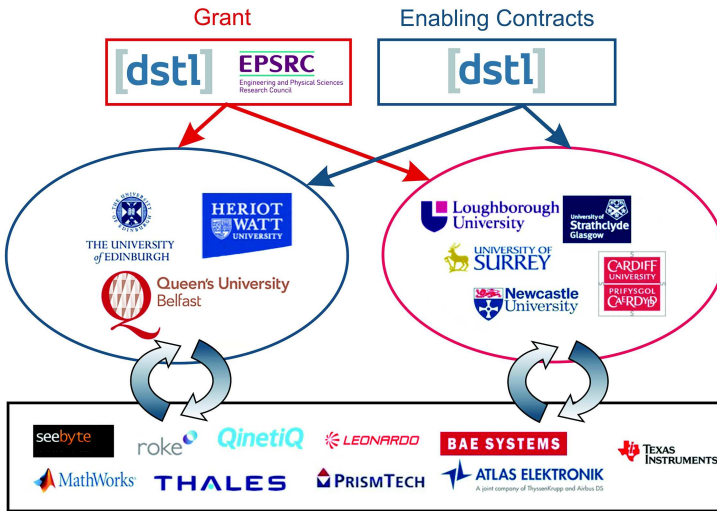 Grant
Enabling Contracts
[dstl]
EPSRC
Engineering and Physical Sciences
Research Council
[dstl]
THE UNIVERSITY
of EDINBURGH
HERIOT
WATT
UNIVERSITY
Queen's University
Belfast
Loughborough
University
University of
Strathclyde
Glasgow
UNIVERSITY OF
SURREY
CARDIFF
UNIVERSITY
PRIFYSGOL
CAERDYDD
Newcastle
University
seebyte
roke
QinetiQ
LEONARDO
BAE SYSTEMS
TEXAS
INSTRUMENTS
MathWorks®
THALES
PRISMTECH
ATLAS ELEKTRONIK
A joint company of ThyssenKrupp and Airbus DS